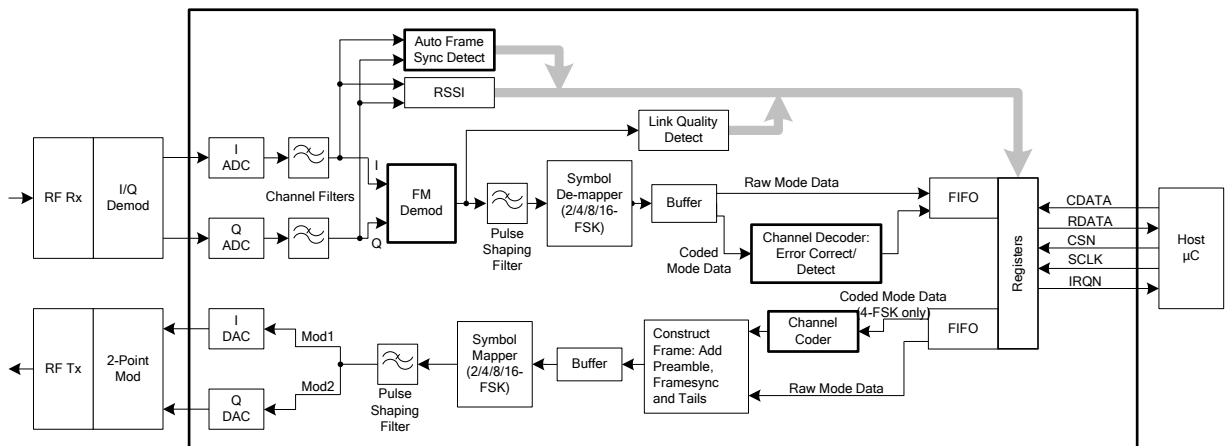 Auto Frame
Sync Detect
RSSI
Link Quality
Detect
RF Rx
I/Q
Demod
I
ADC
Channel Filters
Q
ADC
I
Q
FM
Demod
Pulse
Shaping
Filter
Symbol
De-mapper
(2/4/8/16-
FSK)
Buffer
Raw Mode Data
Coded
Mode Data
Channel Decoder:
Error Correct/
Detect
FIFO
Registers
CDATA
RDATA
CSN
SCLK
IRQN
Host
µC
RF Tx
2-Point
Mod
I
DAC
Q
DAC
Mod1
Mod2
Pulse
Shaping
Filter
Symbol
Mapper
(2/4/8/16-
FSK)
Buffer
Construct
Frame: Add
Preamble,
Framesync
and Tails
Channel
Coder
Coded Mode Data
(4-FSK only)
Raw Mode Data
FIFO